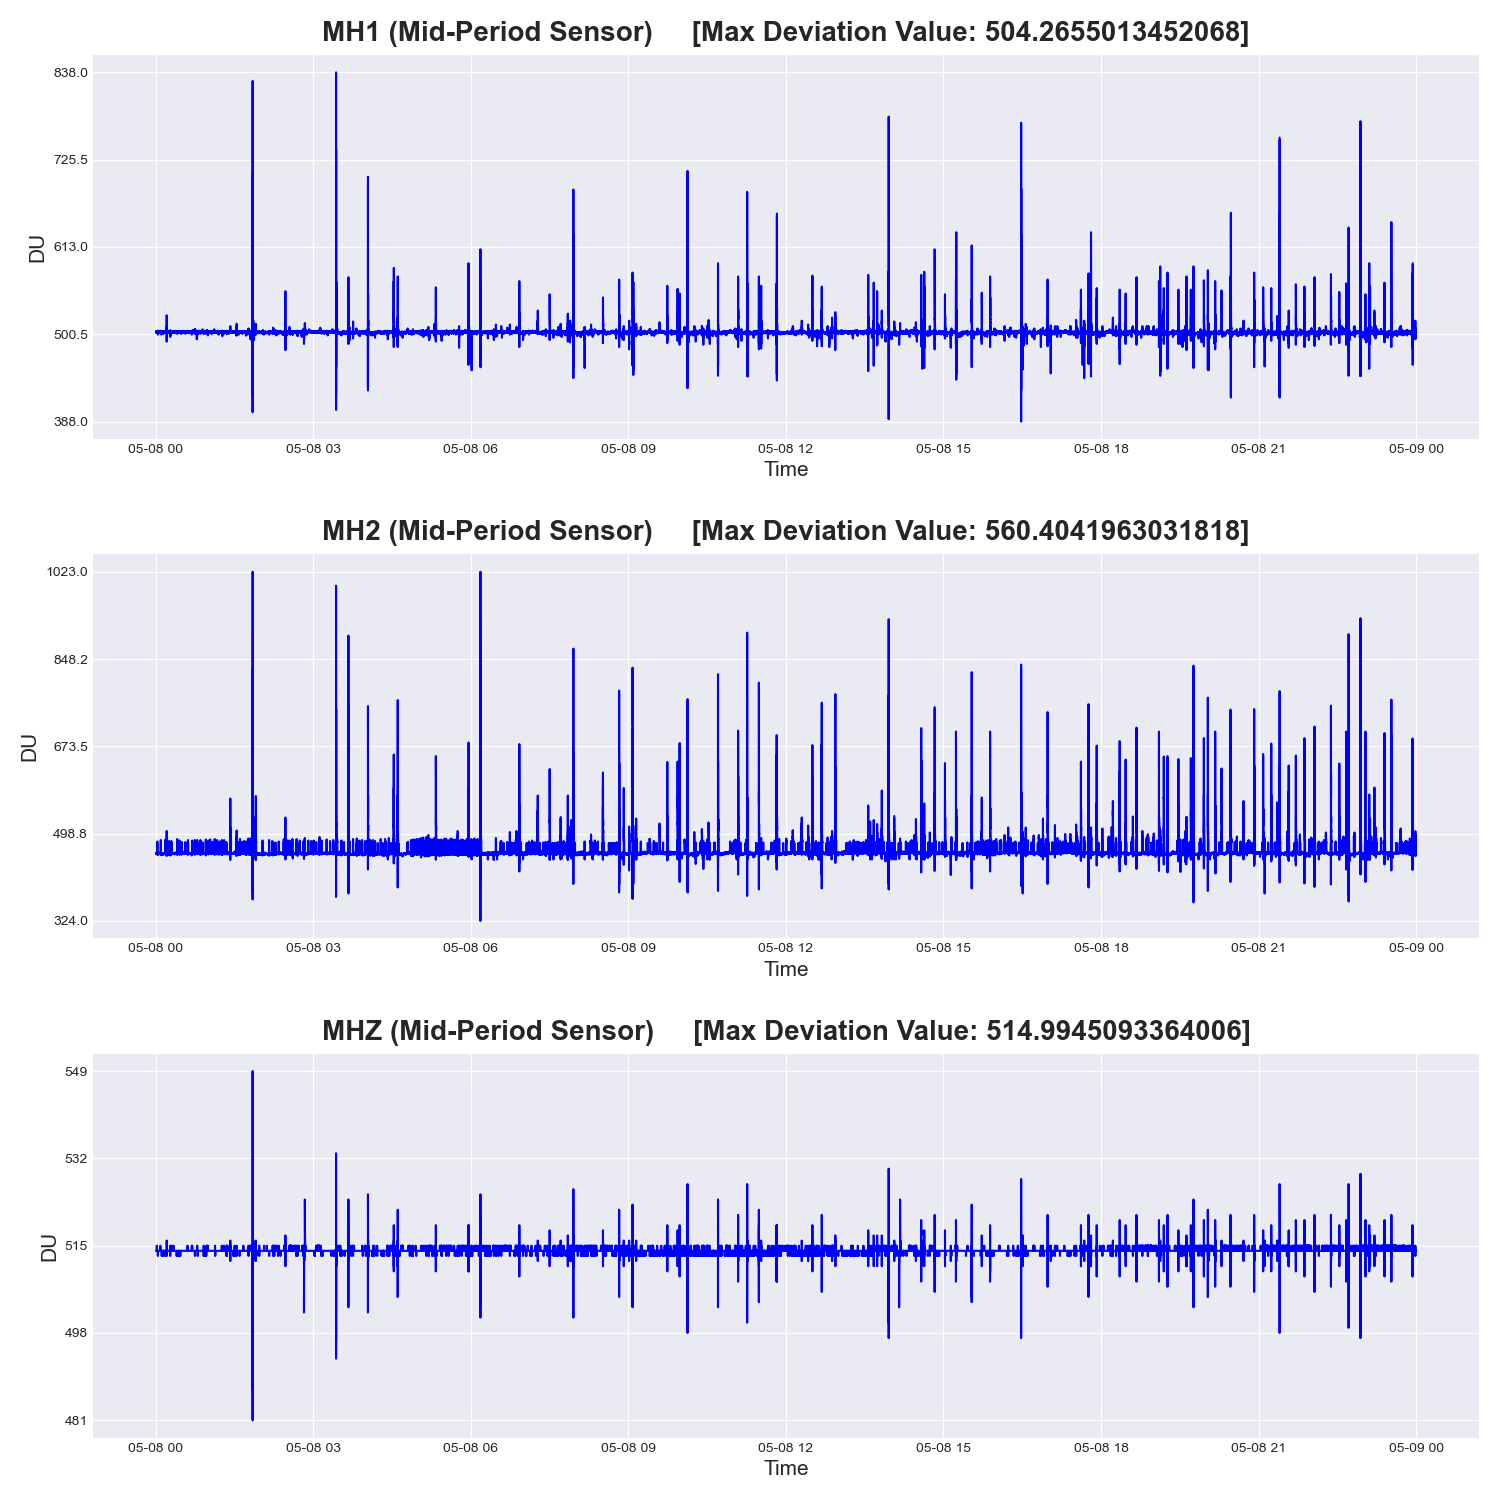 MH1 (Mid-Period Sensor) [Max Deviation Value: 504.2655013452068]
838.0
725.5
613.0
500.5
388.0
DU
05-08 00 05-08 03 05-08 06 05-08 09 05-08 12 05-08 15 05-08 18 05-08 21 05-09 00
Time
MH2 (Mid-Period Sensor) [Max Deviation Value: 560.4041963031818]
1023.0
848.2
673.5
498.8
324.0
DU
05-08 00 05-08 03 05-08 06 05-08 09 05-08 12 05-08 15 05-08 18 05-08 21 05-09 00
Time
MHZ (Mid-Period Sensor) [Max Deviation Value: 514.9945093364006]
549
532
515
498
481
DU
05-08 00 05-08 03 05-08 06 05-08 09 05-08 12 05-08 15 05-08 18 05-08 21 05-09 00
Time